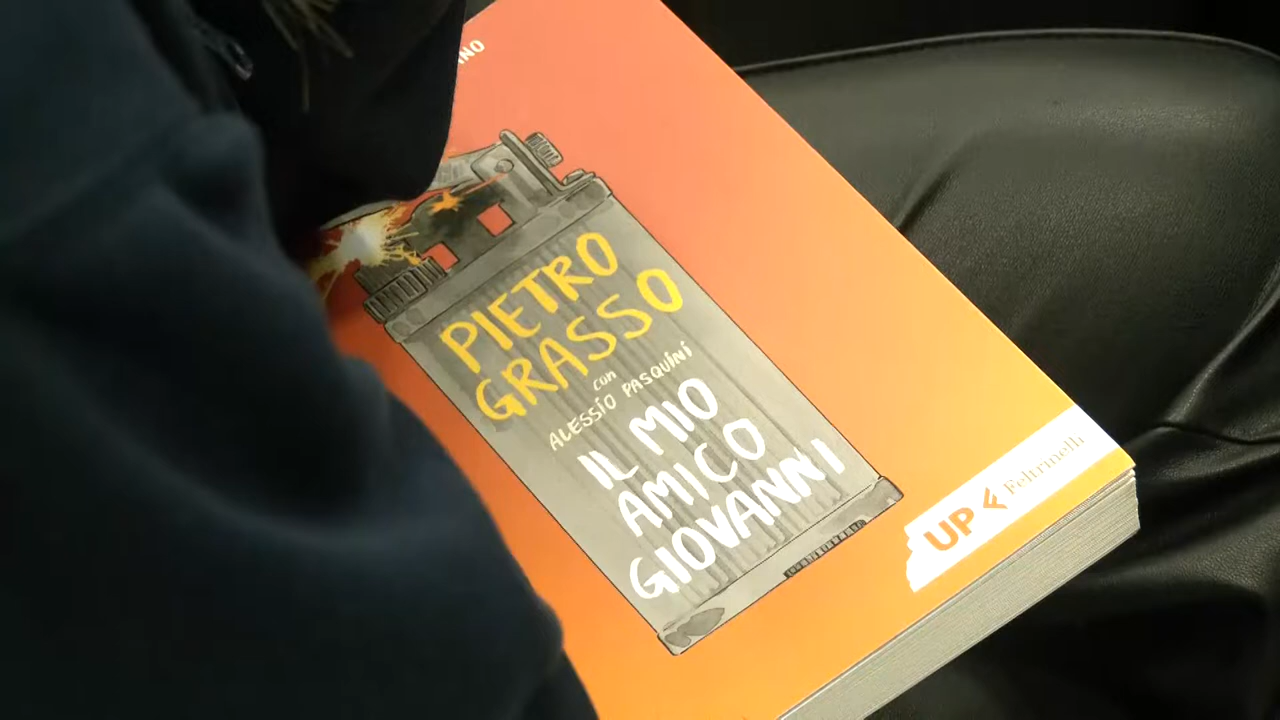 PIETRO
GRASSO
con
ALESSIO PASQUINI
IL MIO
AMICO
GIOVANNI
UP Feltrinelli